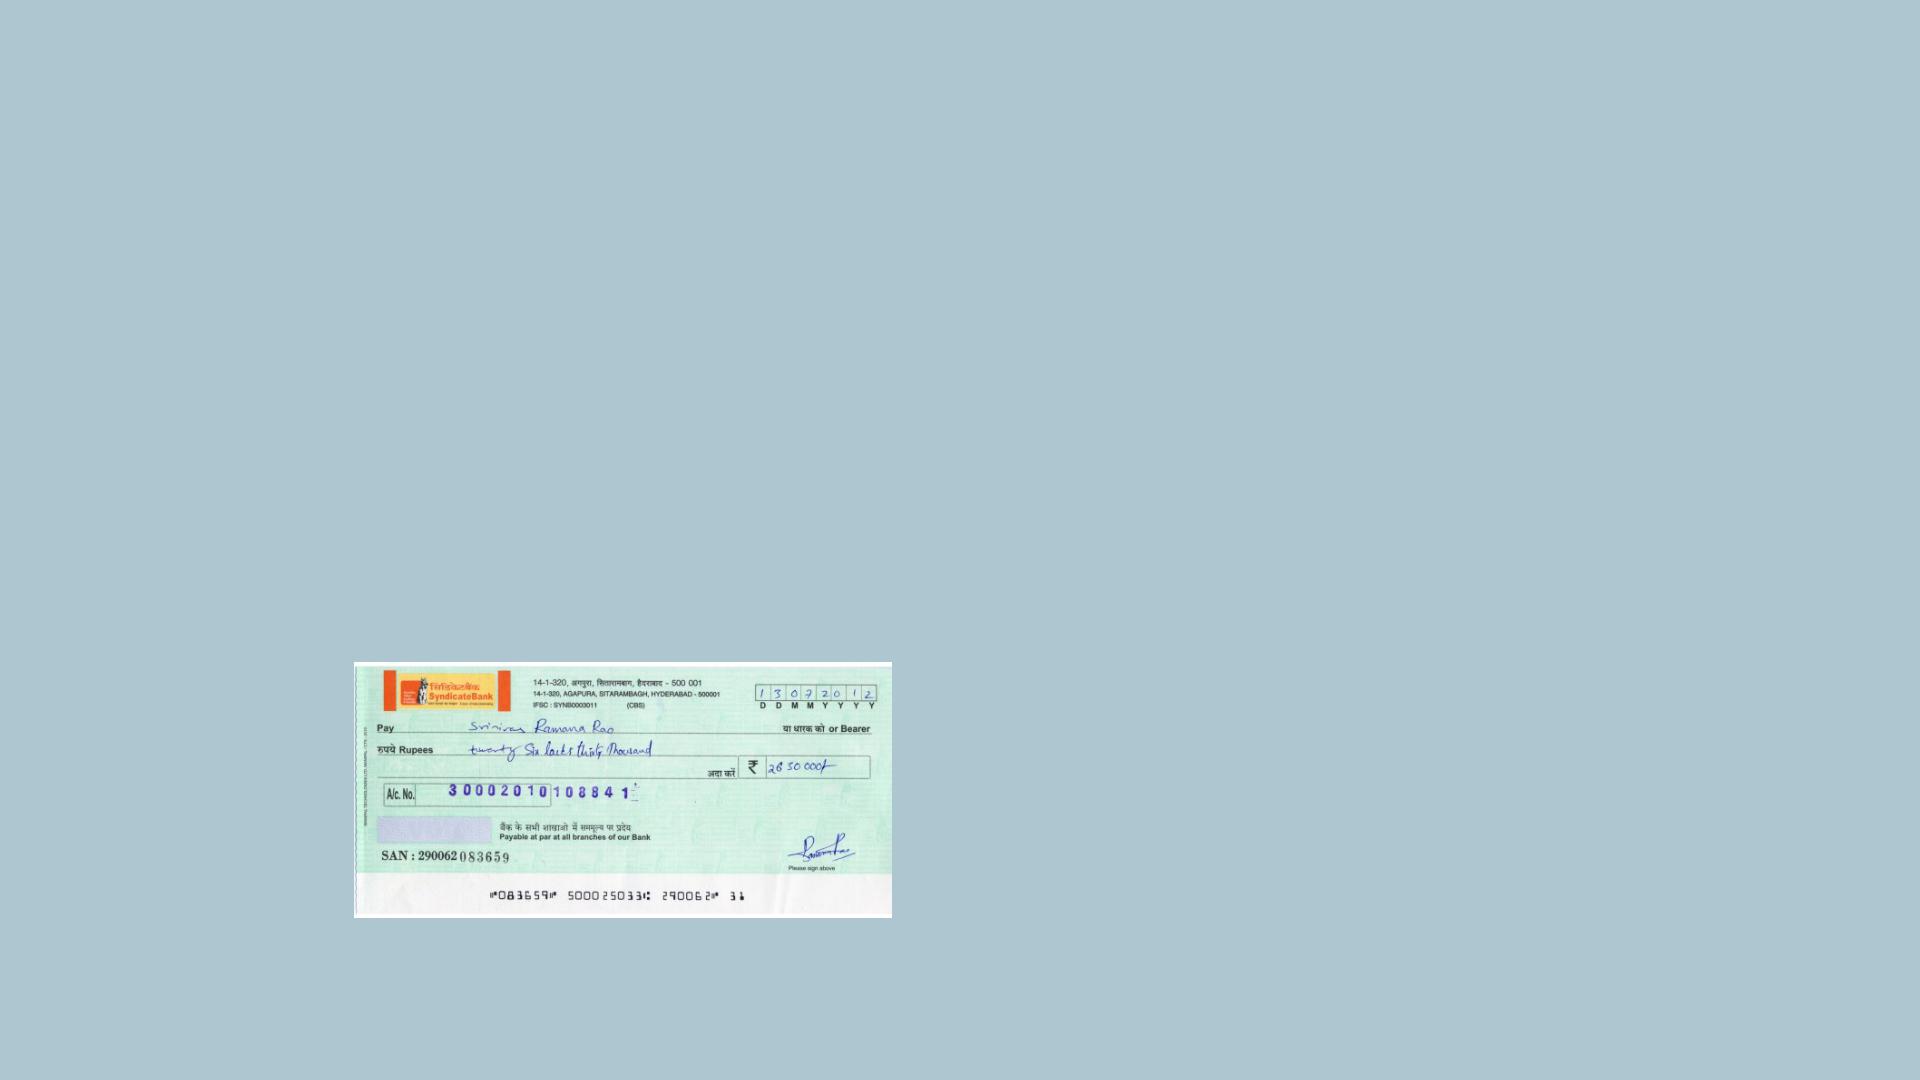 सिंडिकेटबैंक
SyndicateBank
14-1-320, अगपुरा, सितारामबाग, हैदराबाद - 500 001
14-1-320, AGAPURA, SITARAMBAGH, HYDERABAD - 500001
IFSC : SYNB0003011 (CBS)
1 3 0 7 2 0 1 2
D D M M Y Y Y Y
Pay Srinivas Ramana Rao या धारक को or Bearer
रुपये Rupees twenty Six lacks thirty Thousand
अदा करें ₹ 26 30 000/-
A/c. No. 30002010108841
बैंक के सभी शाखाओ में सममूल्य पर प्रदेय
Payable at par at all branches of our Bank
SAN : 290062 083659
Please sign above
⑈083659⑈ 500025033⑆ 290062⑈ 31